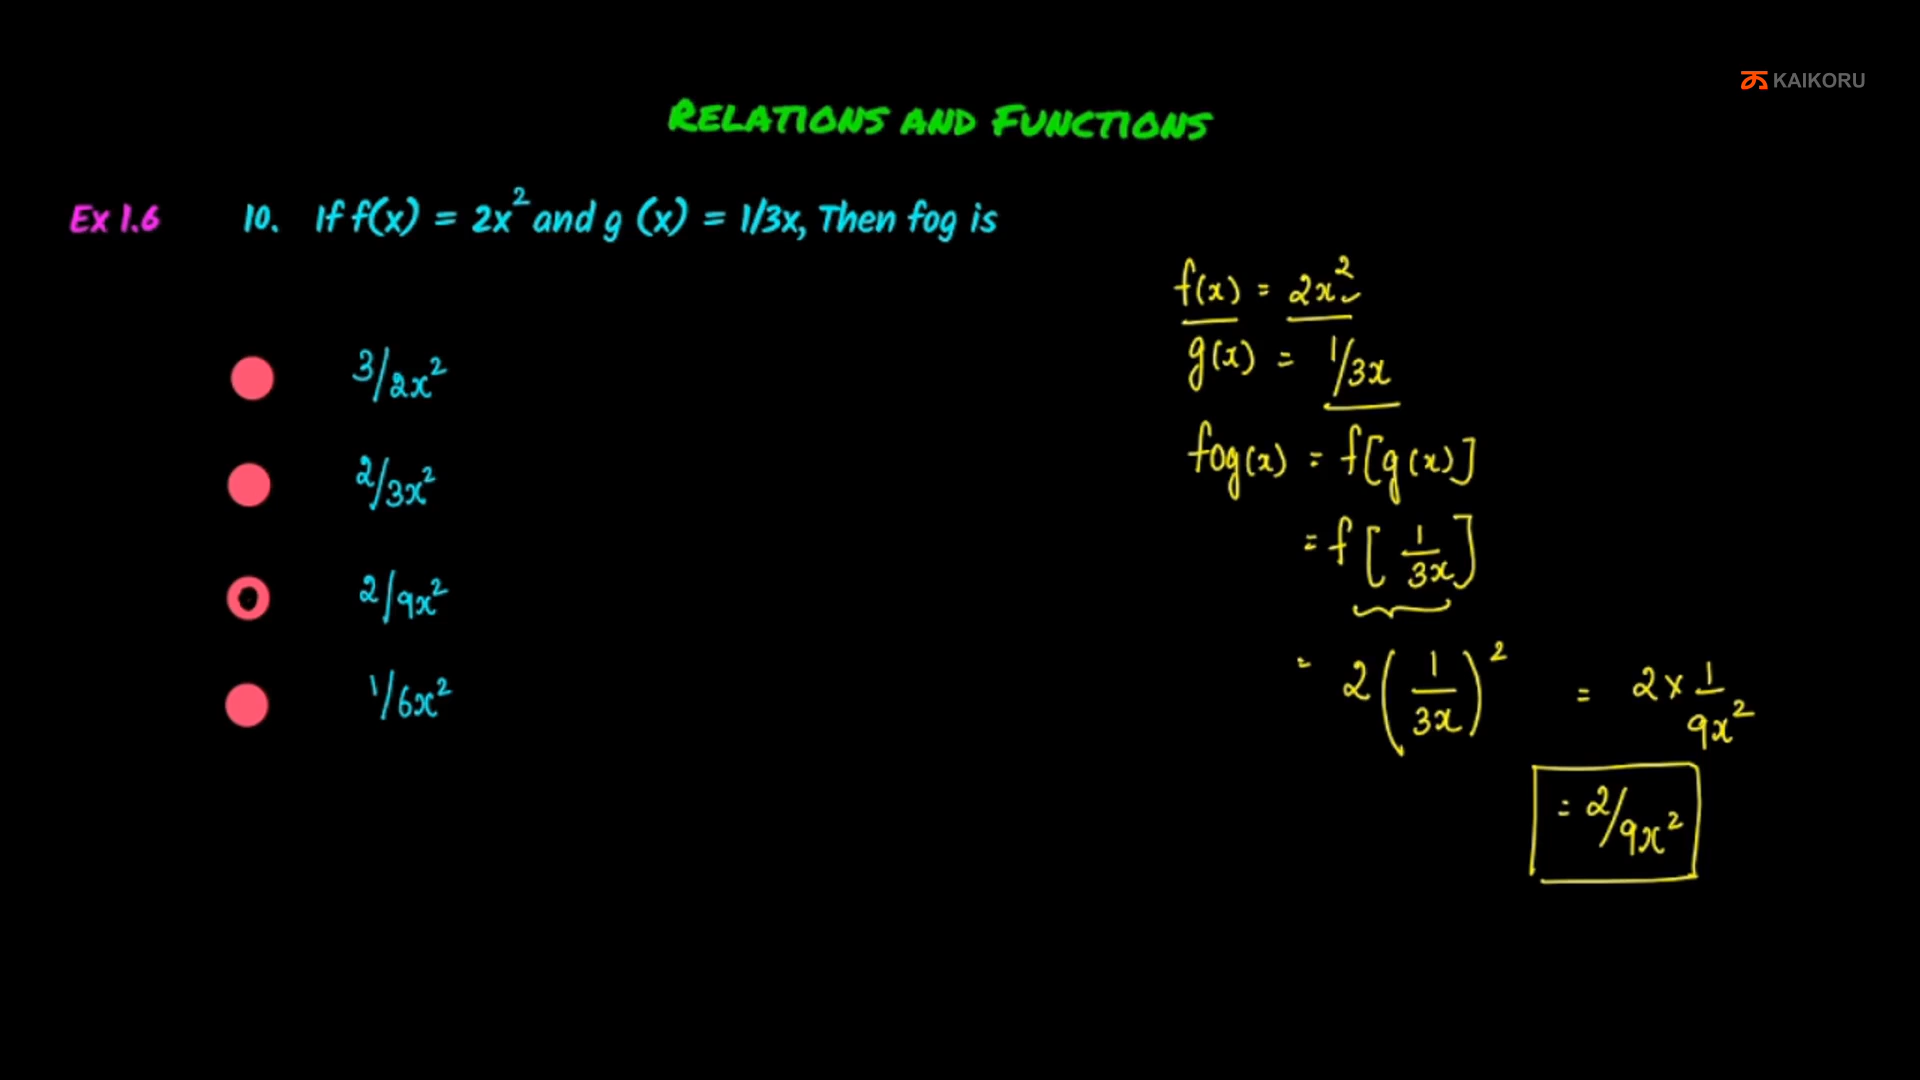 KAIKORU
RELATIONS AND FUNCTIONS
Ex 1.6 10. If f(x) = 2x² and g (x) = 1/3x, Then fog is
3/2x²
2/3x²
2/9x²
1/6x²
f(x) = 2x²
g(x) = 1/3x
fog(x) = f[g(x)]
= f[1/3x]
= 2(1/3x)² = 2 × 1/9x²
= 2/9x²